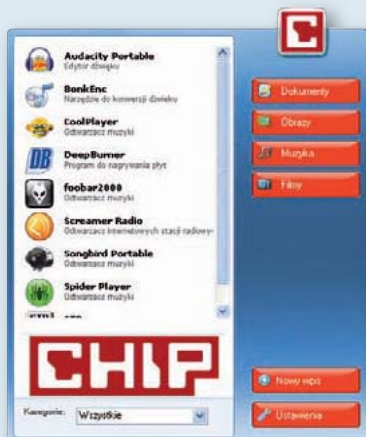 Audacity Portable
Edytor dźwięku
BonkEnc
Narzędzie do konwersji dźwięku
CoolPlayer
Odtwarzacz muzyki
DeepBurner
Program do nagrywania płyt
foobar2000
Odtwarzacz muzyki
Screamer Radio
Odtwarzacz internetowych stacji radiowy
Songbird Portable
Odtwarzacz muzyki
Spider Player
Odtwarzacz muzyki
CHIP
Kategorie: Wszystkie
Dokumenty
Obrazy
Muzyka
Filmy
Nowy wpis
Ustawienia